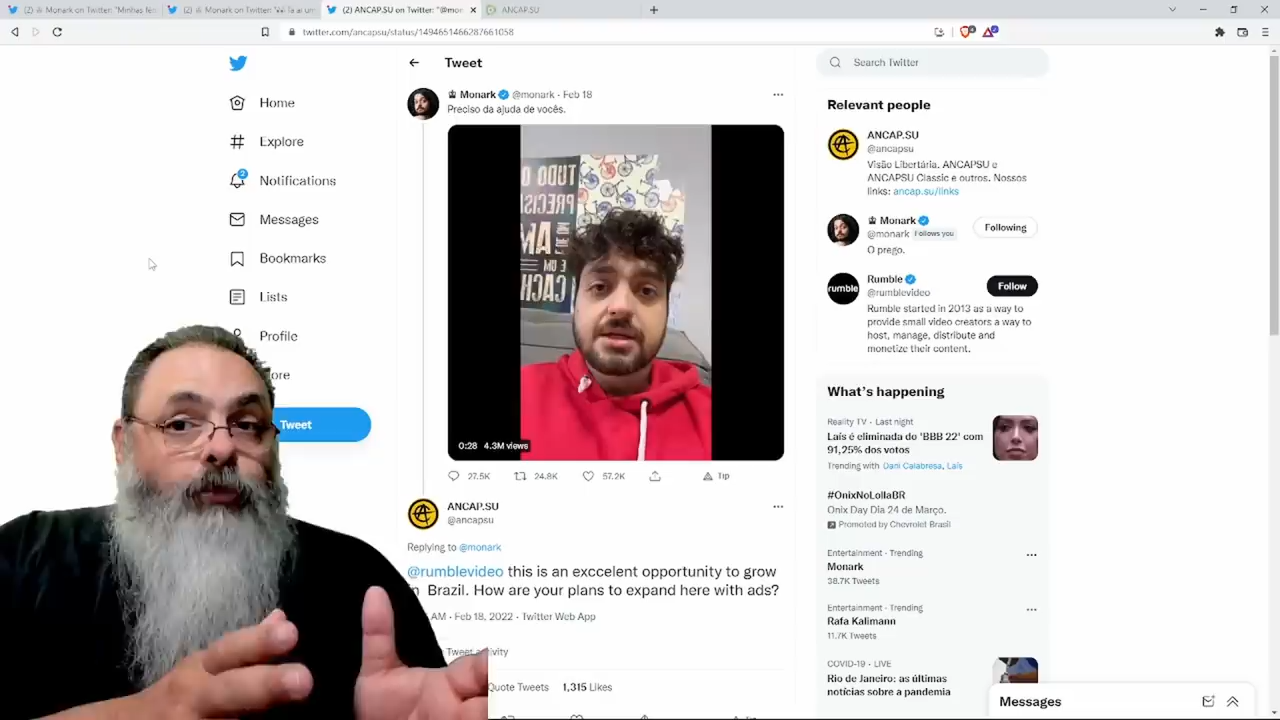 (2) Monark on Twitter: "Minhas fé
(2) Monark on Twitter:
(2) ANCAP.SU on Twitter: "@mon
ANCAP.SU
twitter.com/ancapsu/status/1494651466287661058
Home
Explore
Notifications
2
Messages
Bookmarks
Lists
Profile
ore
Tweet
Tweet
Monark @monark · Feb 18
Preciso da ajuda de vocês.
TUDO O
PRECIS
AM
E UM
CACH
0:28 4.3M views
27.5K
24.8K
57.2K
Tip
ANCAP.SU
@ancapsu
Replying to @monark
@rumblevideo this is an exccelent opportunity to grow
n Brazil. How are your plans to expand here with ads?
AM · Feb 18, 2022 · Twitter Web App
Tweet activity
Quote Tweets 1,315 Likes
Search Twitter
Relevant people
ANCAP.SU
@ancapsu
Visão Libertária. ANCAPSU e
ANCAPSU Classic e outros. Nossos
links: ancap.su/links
Monark
@monark Follows you
O prego.
Following
rumble
Rumble
@rumblevideo
Follow
Rumble started in 2013 as a way to
provide small video creators a way to
host, manage, distribute and
monetize their content.
What's happening
Reality TV · Last night
Laís é eliminada do 'BBB 22' com
91,25% dos votos
Trending with Dani Calabresa, Laís
#OnixNoLollaBR
Onix Day Dia 24 de Março.
Promoted by Chevrolet Brasil
Entertainment · Trending
Monark
38.7K Tweets
Entertainment · Trending
Rafa Kalimann
11.7K Tweets
COVID-19 · LIVE
Rio de Janeiro: as últimas
notícias sobre a pandemia
Messages